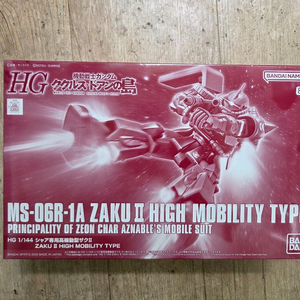 HG
機動戦士ガンダム
ククルス・ドアンの島
BANDAI NAMCO
MS-06R-1A ZAKU II HIGH MOBILITY TYPE
PRINCIPALITY OF ZEON CHAR AZNABLE'S MOBILE SUIT
HG 1/144 シャア専用高機動型ザクII
ZAKU II HIGH MOBILITY TYPE
BANDAI